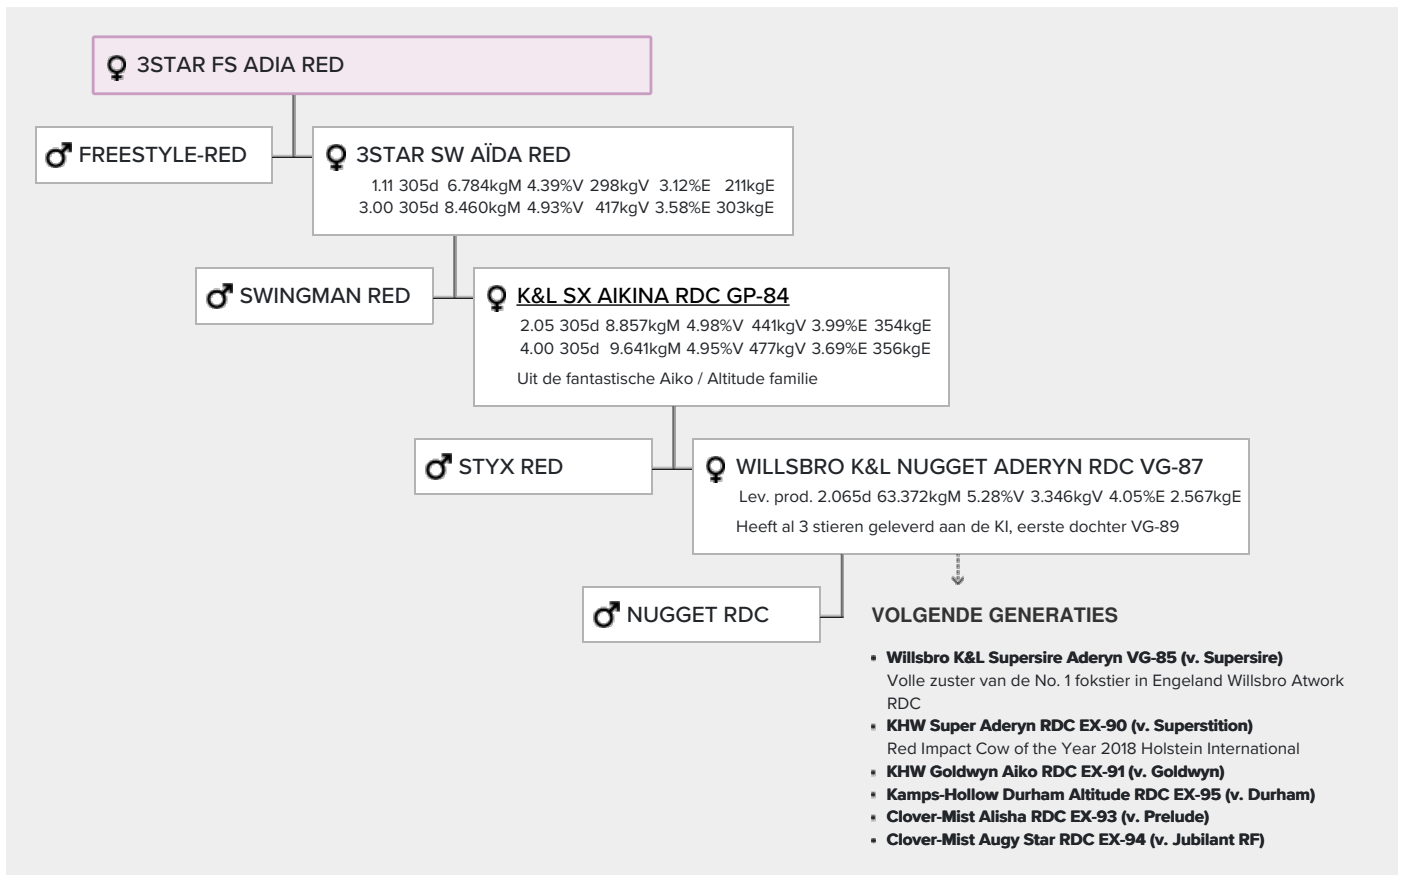 3STAR FS ADIA RED
FREESTYLE-RED
3STAR SW AÏDA RED
1.11 305d 6.784kgM 4.39%V 298kgV 3.12%E 211kgE
3.00 305d 8.460kgM 4.93%V 417kgV 3.58%E 303kgE
SWINGMAN RED
K&L SX AIKINA RDC GP-84
2.05 305d 8.857kgM 4.98%V 441kgV 3.99%E 354kgE
4.00 305d 9.641kgM 4.95%V 477kgV 3.69%E 356kgE
Uit de fantastische Aiko / Altitude familie
STYX RED
WILLSBRO K&L NUGGET ADERYN RDC VG-87
Lev. prod. 2.065d 63.372kgM 5.28%V 3.346kgV 4.05%E 2.567kgE
Heeft al 3 stieren geleverd aan de KI, eerste dochter VG-89
NUGGET RDC
VOLGENDE GENERATIES
▪ Willsbro K&L Supersire Aderyn VG-85 (v. Supersire)
Volle zuster van de No. 1 fokstier in Engeland Willsbro Atwork
RDC
▪ KHW Super Aderyn RDC EX-90 (v. Superstition)
Red Impact Cow of the Year 2018 Holstein International
▪ KHW Goldwyn Aiko RDC EX-91 (v. Goldwyn)
▪ Kamps-Hollow Durham Altitude RDC EX-95 (v. Durham)
▪ Clover-Mist Alisha RDC EX-93 (v. Prelude)
▪ Clover-Mist Augy Star RDC EX-94 (v. Jubilant RF)